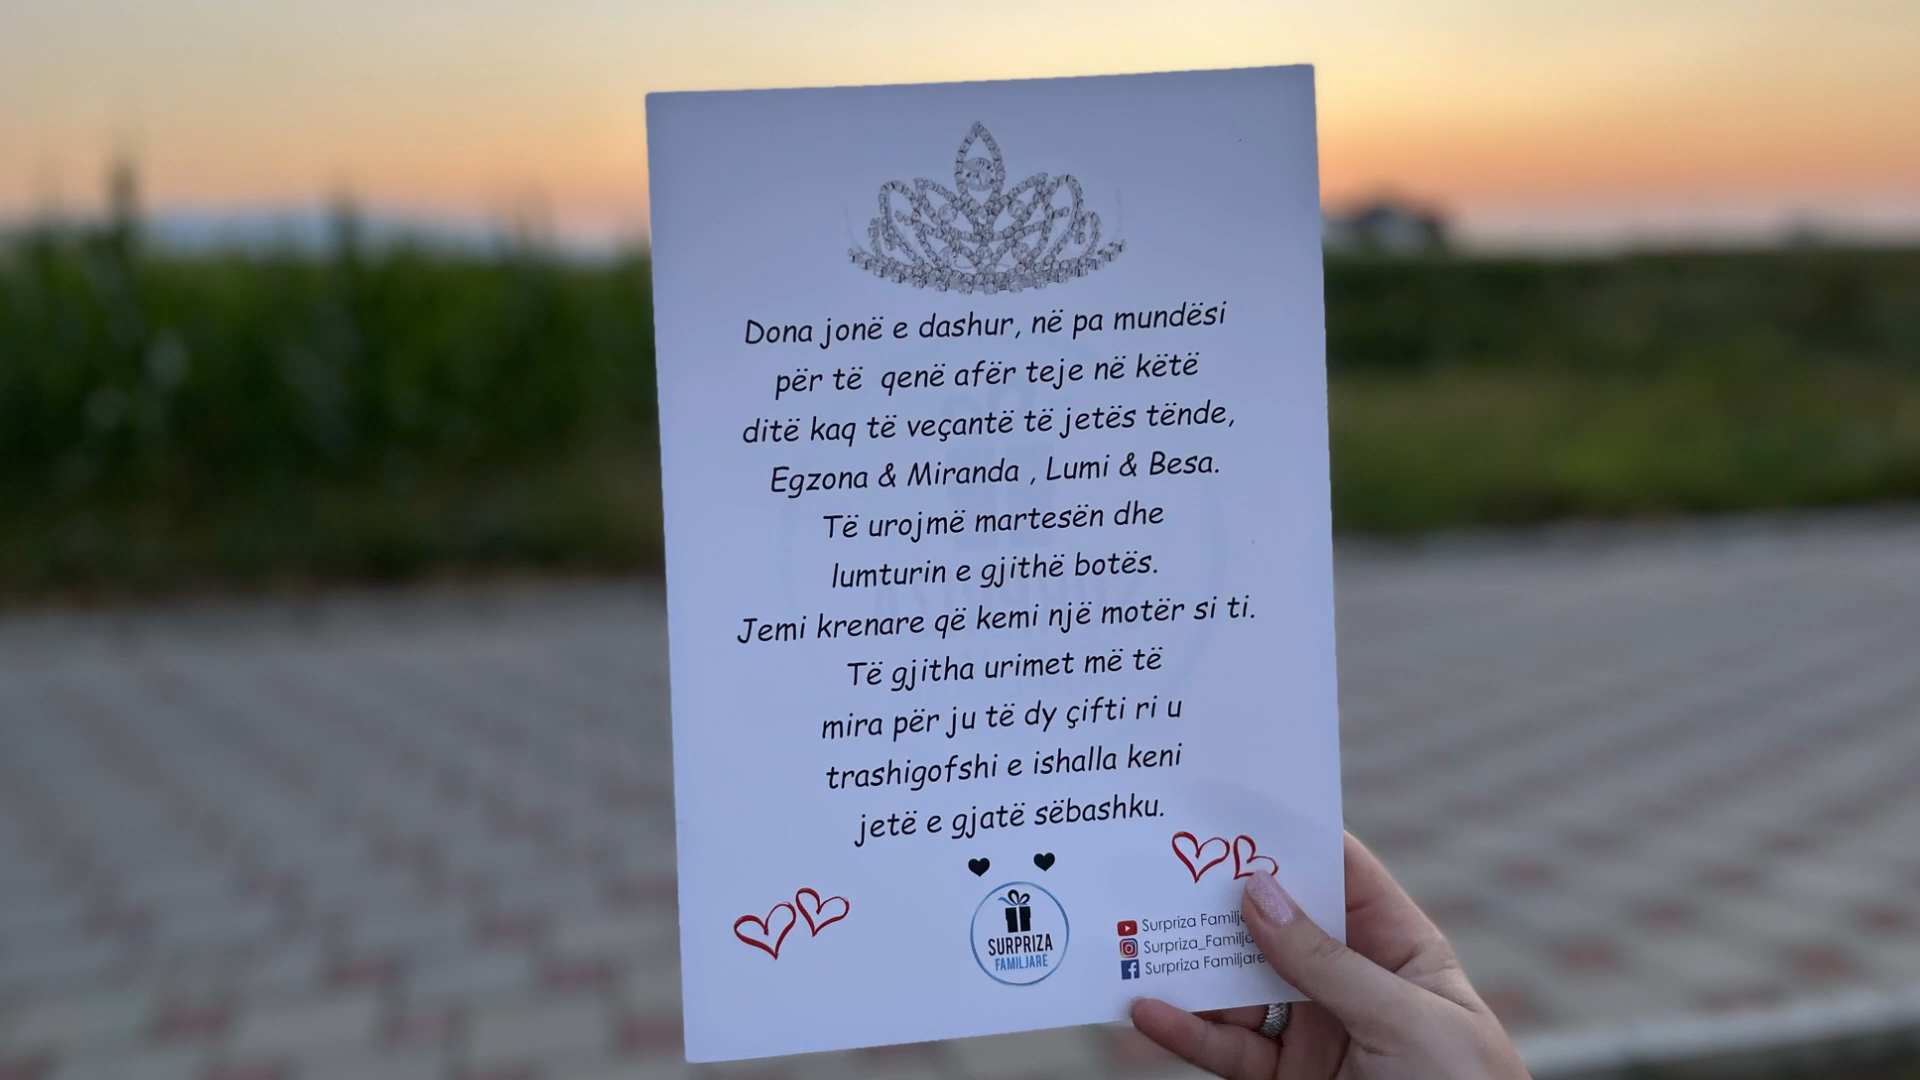 Dona jonë e dashur, në pa mundësi
për të qenë afër teje në këtë
ditë kaq të veçantë të jetës tënde,
Egzona & Miranda , Lumi & Besa.
Të urojmë martesën dhe
lumturin e gjithë botës.
Jemi krenare që kemi një motër si ti.
Të gjitha urimet më të
mira për ju të dy çifti ri u
trashigofshi e ishalla keni
jetë e gjatë sëbashku.
SURPRIZA
FAMILJARE
Surpriza
Surpriza Familjare